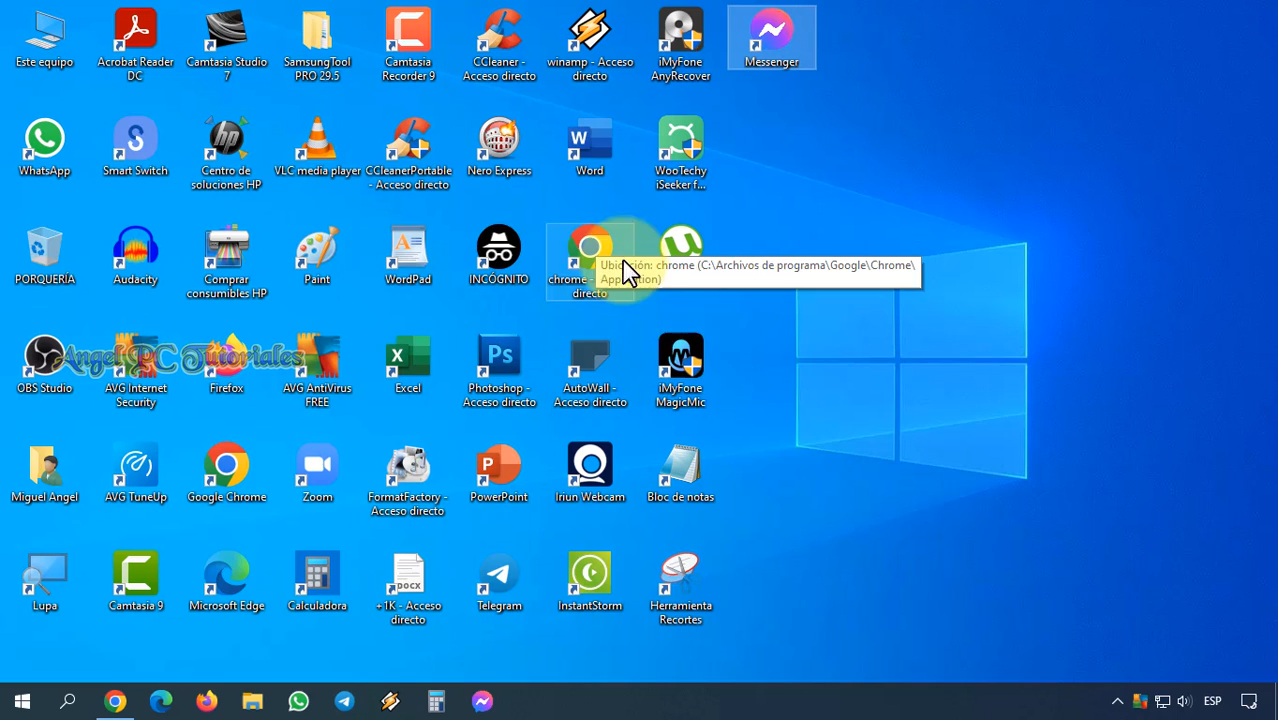 Este equipo
Acrobat Reader
DC
Camtasia Studio
7
SamsungTool
PRO 29.5
Camtasia
Recorder 9
CCleaner -
Acceso directo
winamp - Acceso
directo
iMyFone
AnyRecover
Messenger
WhatsApp
Smart Switch
Centro de
soluciones HP
VLC media player
CCleanerPortable
- Acceso directo
Nero Express
Word
WooTechy
iSeeker f...
PORQUERÍA
Audacity
Comprar
consumibles HP
Paint
WordPad
INCÓGNITO
chrome -
directo
Ubicación: chrome (C:\Archivos de programa\Google\Chrome\
Application)
Angel PC Tutoriales
OBS Studio
AVG Internet
Security
Firefox
AVG AntiVirus
FREE
Excel
Photoshop -
Acceso directo
AutoWall -
Acceso directo
iMyFone
MagicMic
Miguel Angel
AVG TuneUp
Google Chrome
Zoom
FormatFactory -
Acceso directo
PowerPoint
Iriun Webcam
Bloc de notas
Lupa
Camtasia 9
Microsoft Edge
Calculadora
DOCX
+1K - Acceso
directo
Telegram
InstantStorm
Herramienta
Recortes
ESP